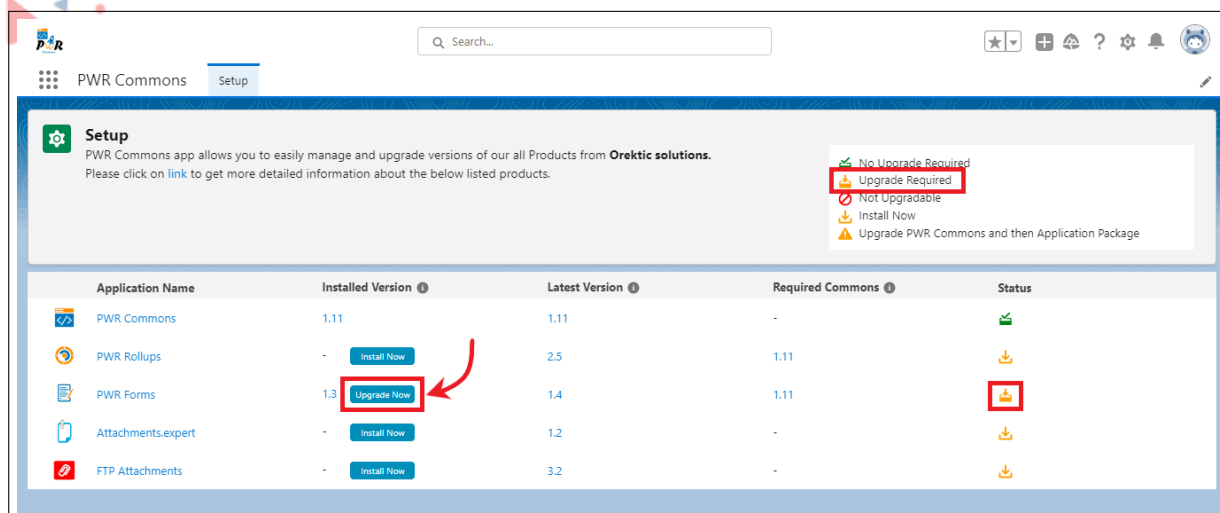 PWR
Search...
PWR Commons Setup
Setup
PWR Commons app allows you to easily manage and upgrade versions of our all Products from Orektic solutions.
Please click on link to get more detailed information about the below listed products.
No Upgrade Required
Upgrade Required
Not Upgradable
Install Now
Upgrade PWR Commons and then Application Package
Application Name Installed Version Latest Version Required Commons Status
PWR Commons 1.11 1.11 -
PWR Rollups - Install Now 2.5 1.11
PWR Forms 1.3 Upgrade Now 1.4 1.11
Attachments.expert - Install Now 1.2 -
FTP Attachments - Install Now 3.2 -